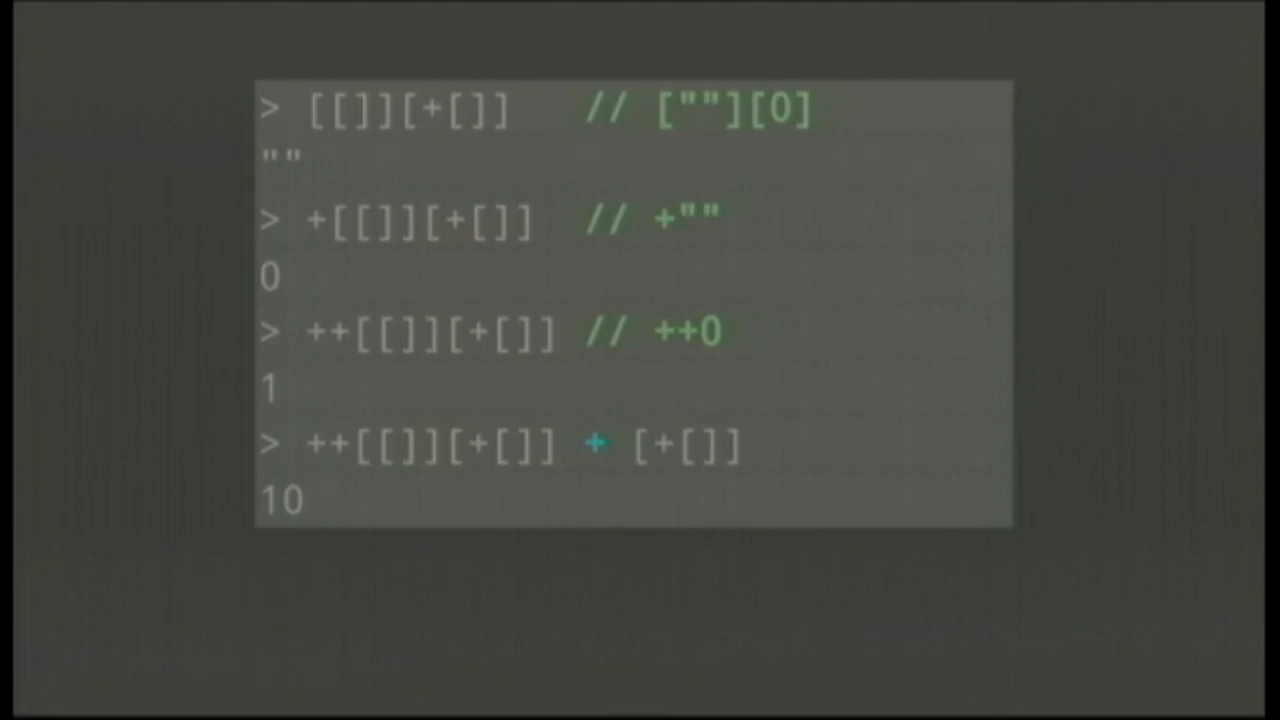 > [[]][+[]]   // [""][0]
""
> +[[]][+[]]  // +""
0
> ++[[]][+[]] // ++0
1
> ++[[]][+[]] + [+[]]
10